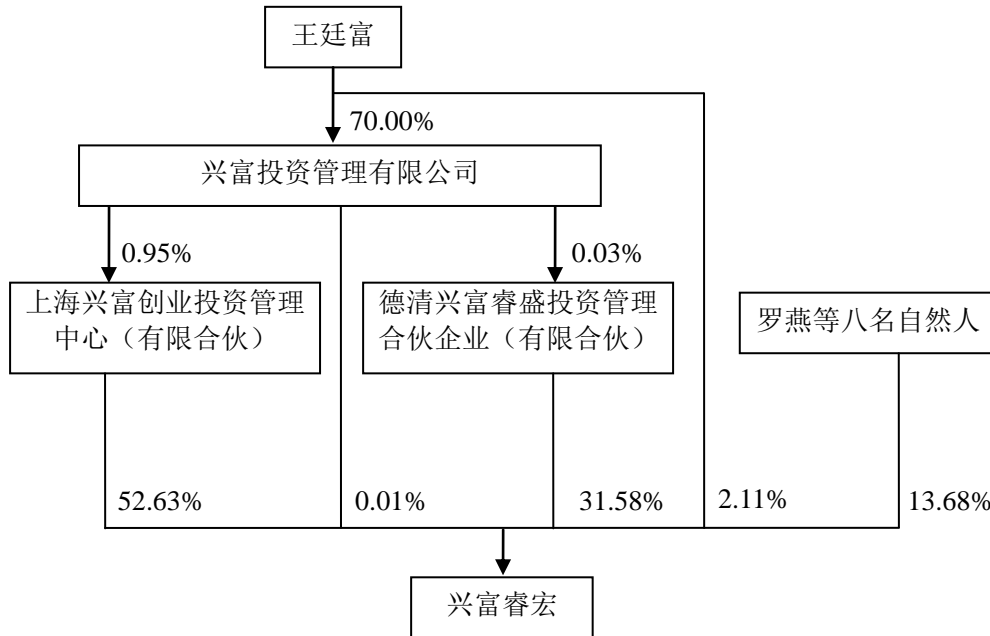 王廷富
70.00%
兴富投资管理有限公司
0.95%
0.03%
上海兴富创业投资管理
中心（有限合伙）
德清兴富睿盛投资管理
合伙企业（有限合伙）
罗燕等八名自然人
52.63%
0.01%
31.58%
2.11%
13.68%
兴富睿宏